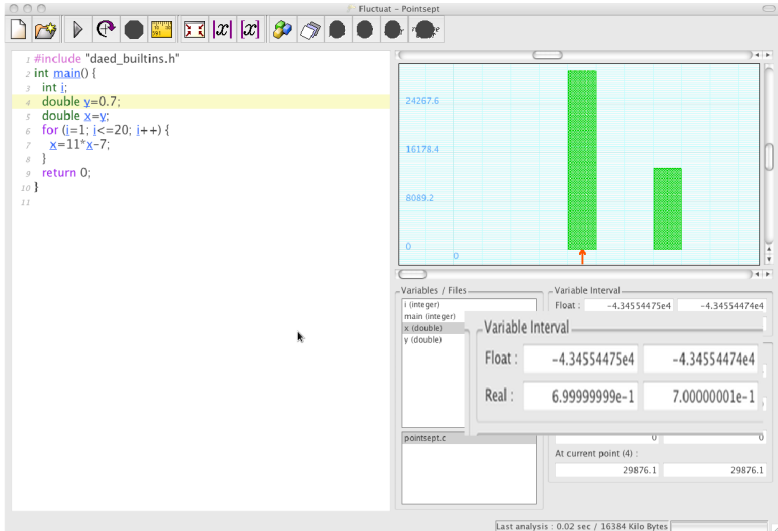 Fluctuat - Pointsept
1 #include "daed_builtins.h"
2 int main() {
3 int i;
4 double y=0.7;
5 double x=y;
6 for (i=1; i<=20; i++) {
7 x=11*x-7;
8 }
9 return 0;
10 }
11
24267.6
16178.4
8089.2
0
0
Variables / Files
i (integer)
main (integer)
x (double)
y (double)
pointsept.c
Variable Interval
Float : -4.34554475e4 -4.34554474e4
Variable Interval
Float : -4.34554475e4 -4.34554474e4
Real : 6.99999999e-1 7.00000001e-1
0 0
At current point (4) :
29876.1 29876.1
Last analysis : 0.02 sec / 16384 Kilo Bytes